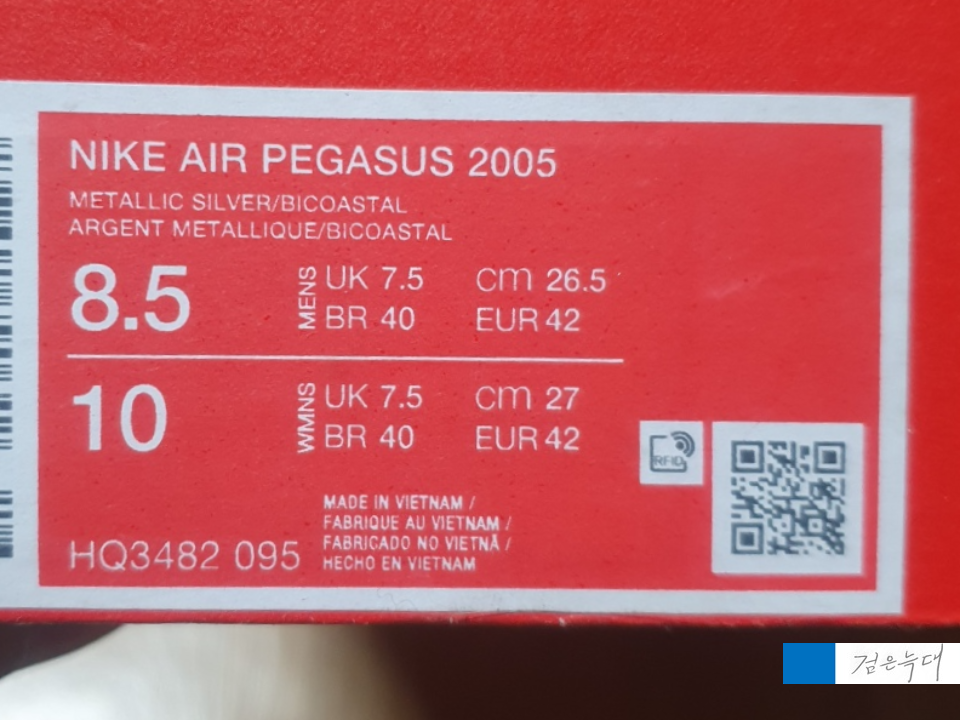 NIKE AIR PEGASUS 2005
METALLIC SILVER/BICOASTAL
ARGENT METALLIQUE/BICOASTAL
8.5 MENS UK 7.5 cm 26.5
BR 40 EUR 42
10 WMNS UK 7.5 cm 27
BR 40 EUR 42
RFID
MADE IN VIETNAM /
FABRIQUE AU VIETNAM /
FABRICADO NO VIETNÃ /
HECHO EN VIETNAM
HQ3482 095
검은늑대